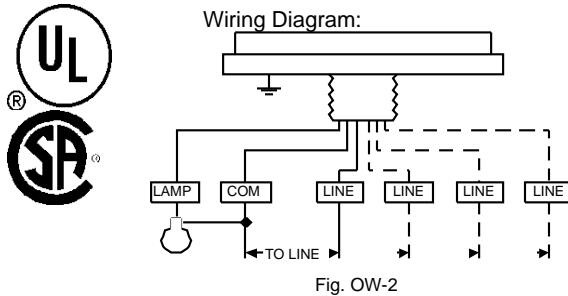 Wiring Diagram:
UL
®
SA
®
LAMP COM LINE LINE LINE LINE
TO LINE
Fig. OW-2